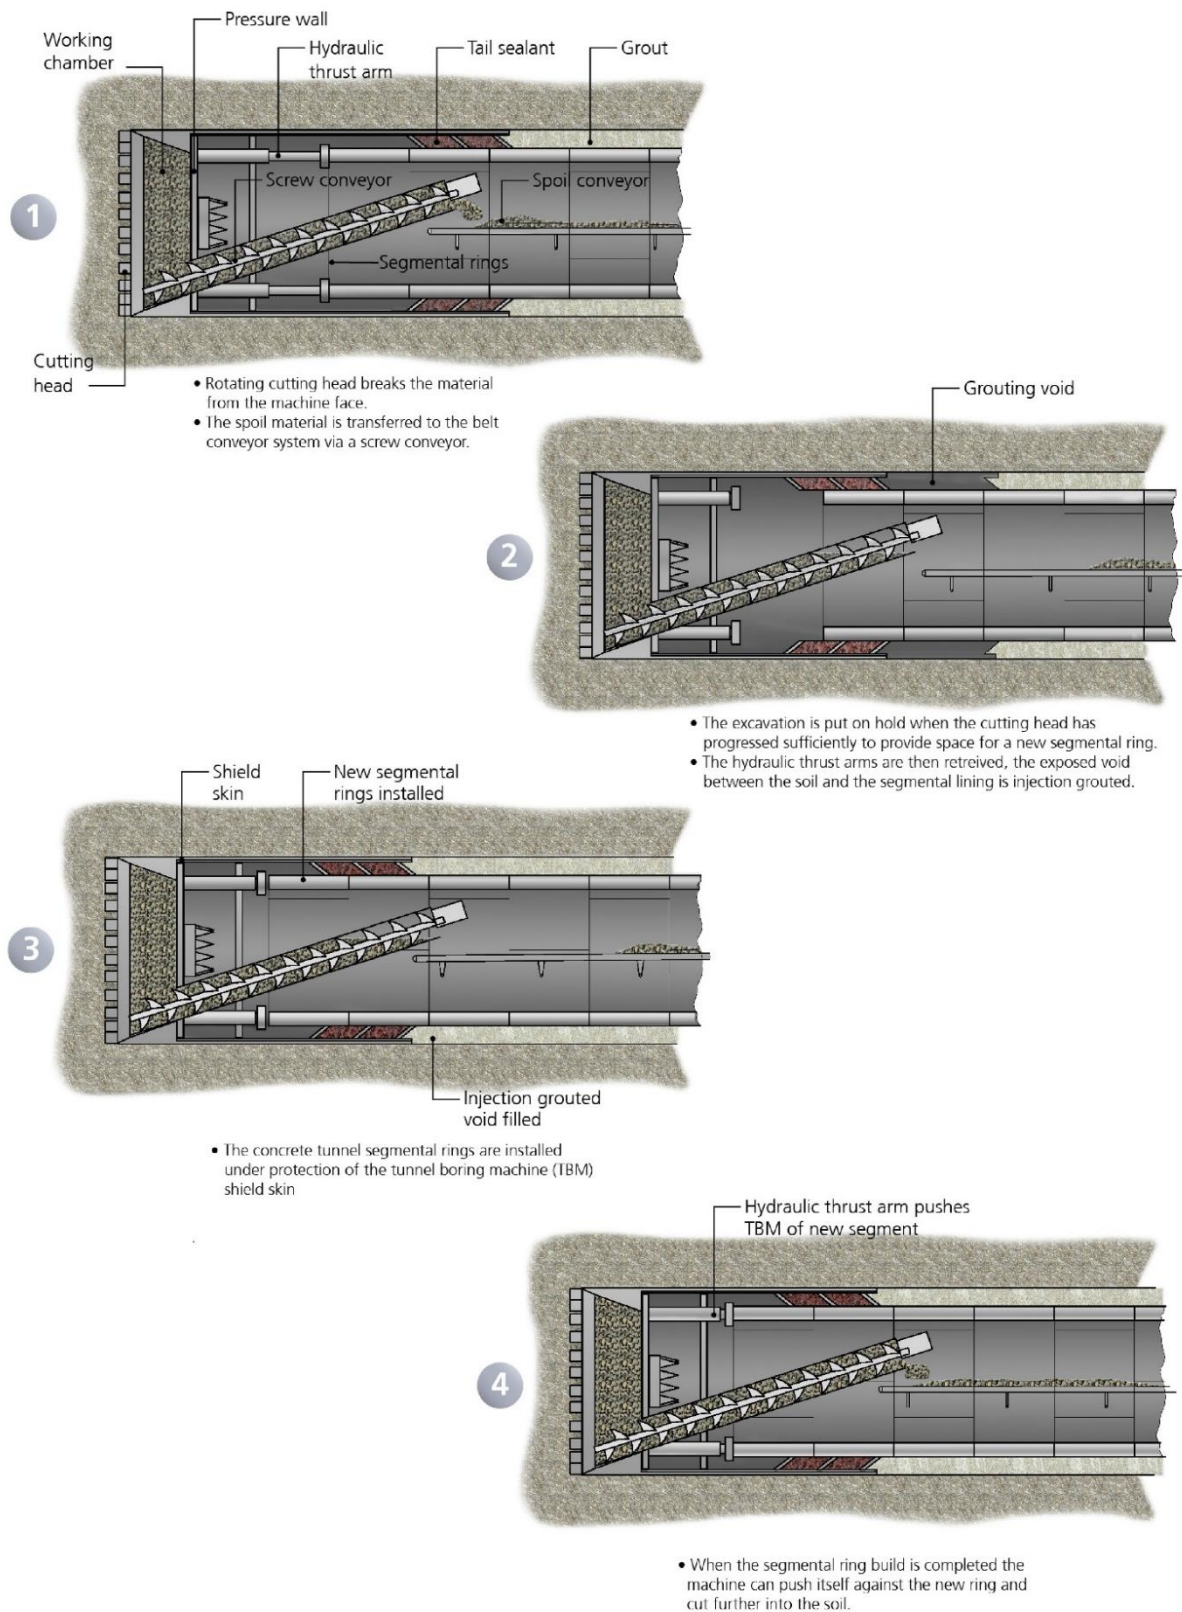 Pressure wall
Working
chamber
Hydraulic
thrust arm
Tail sealant
Grout
1
Screw conveyor
Spoil conveyor
Segmental rings
Cutting
head
• Rotating cutting head breaks the material
from the machine face.
• The spoil material is transferred to the belt
conveyor system via a screw conveyor.
Grouting void
2
• The excavation is put on hold when the cutting head has
progressed sufficiently to provide space for a new segmental ring.
• The hydraulic thrust arms are then retreived, the exposed void
between the soil and the segmental lining is injection grouted.
Shield
skin
New segmental
rings installed
3
Injection grouted
void filled
• The concrete tunnel segmental rings are installed
under protection of the tunnel boring machine (TBM)
shield skin
Hydraulic thrust arm pushes
TBM of new segment
4
• When the segmental ring build is completed the
machine can push itself against the new ring and
cut further into the soil.